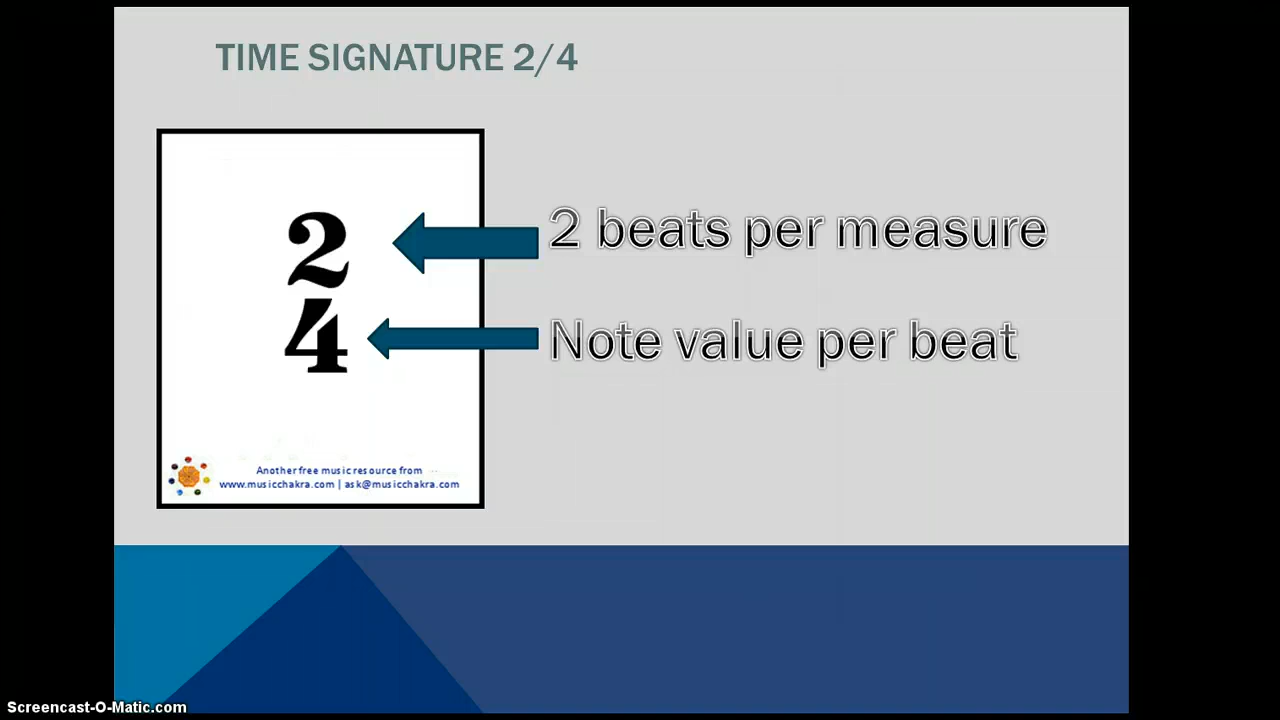 TIME SIGNATURE 2/4
2
4
2 beats per measure
Note value per beat
Another free music resource from
www.musicchakra.com | ask@musicchakra.com
Screencast-O-Matic.com